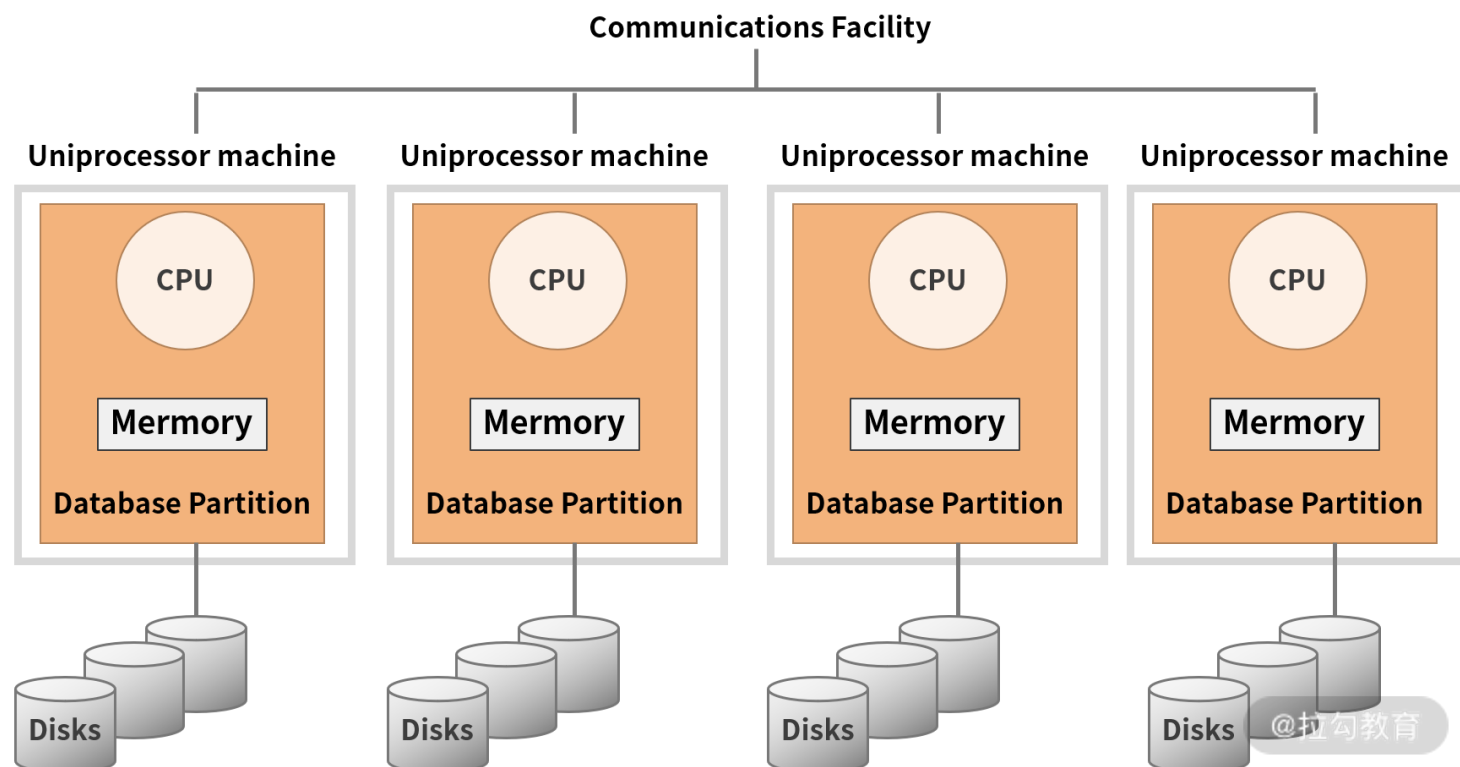 Communications Facility
Uniprocessor machine
Uniprocessor machine
Uniprocessor machine
Uniprocessor machine
CPU
CPU
CPU
CPU
Mermory
Mermory
Mermory
Mermory
Database Partition
Database Partition
Database Partition
Database Partition
Disks
Disks
Disks
Disks
@拉勾教育